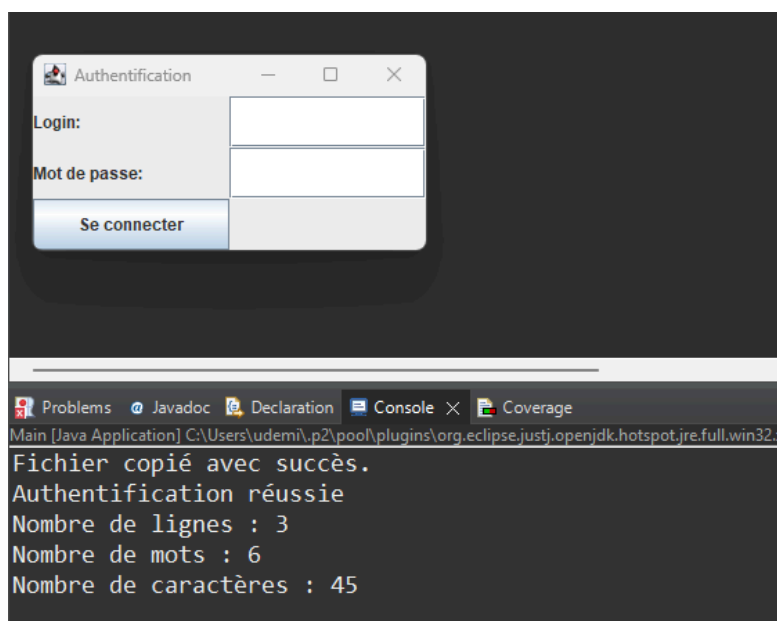 Authentification
Login:
Mot de passe:
Se connecter
Problems @ Javadoc Declaration Console Coverage
Main [Java Application] C:\Users\udemi\.p2\pool\plugins\org.eclipse.justj.openjdk.hotspot.jre.full.win32.
Fichier copié avec succès.
Authentification réussie
Nombre de lignes : 3
Nombre de mots : 6
Nombre de caractères : 45